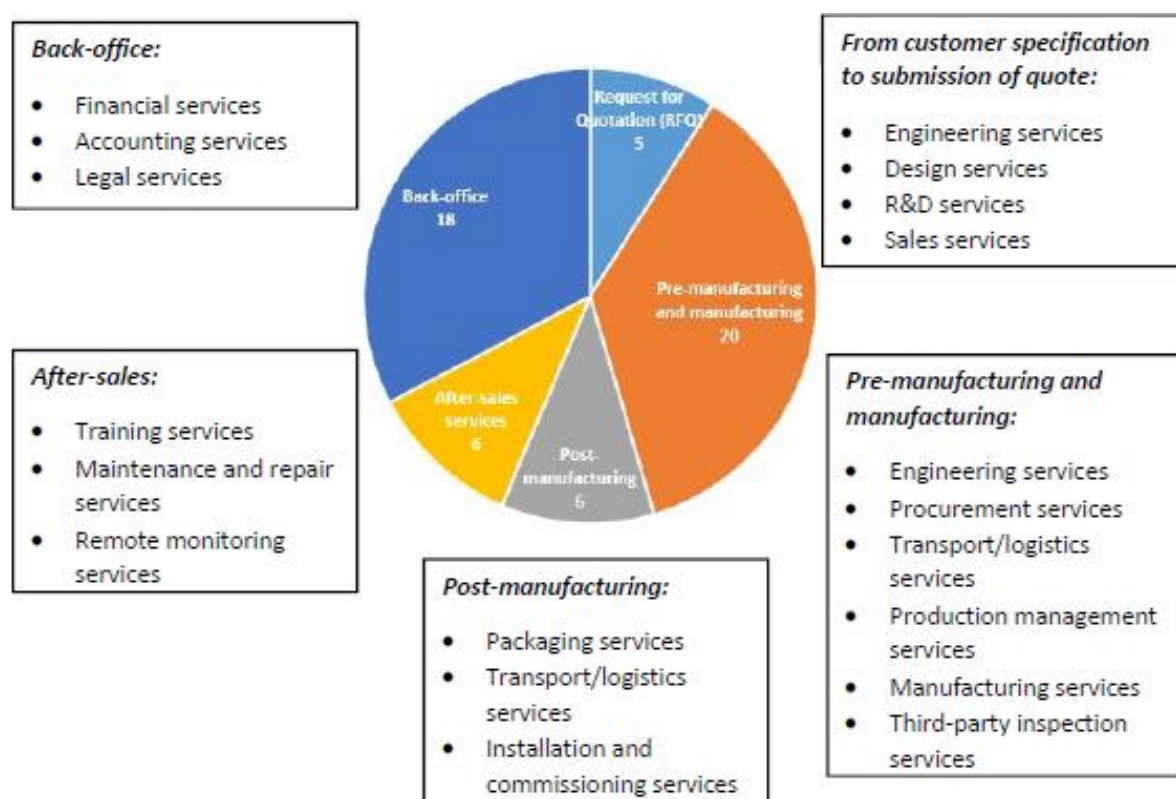 Back-office:
• Financial services
• Accounting services
• Legal services
From customer specification
to submission of quote:
• Engineering services
• Design services
• R&D services
• Sales services
Request for
Quotation (RFQ)
5
Back-office
18
Pre-manufacturing
and manufacturing
20
After-sales
services
6
Post-
manufacturing
6
After-sales:
• Training services
• Maintenance and repair
services
• Remote monitoring
services
Pre-manufacturing and
manufacturing:
• Engineering services
• Procurement services
• Transport/logistics
services
• Production management
services
• Manufacturing services
• Third-party inspection
services
Post-manufacturing:
• Packaging services
• Transport/logistics
services
• Installation and
commissioning services